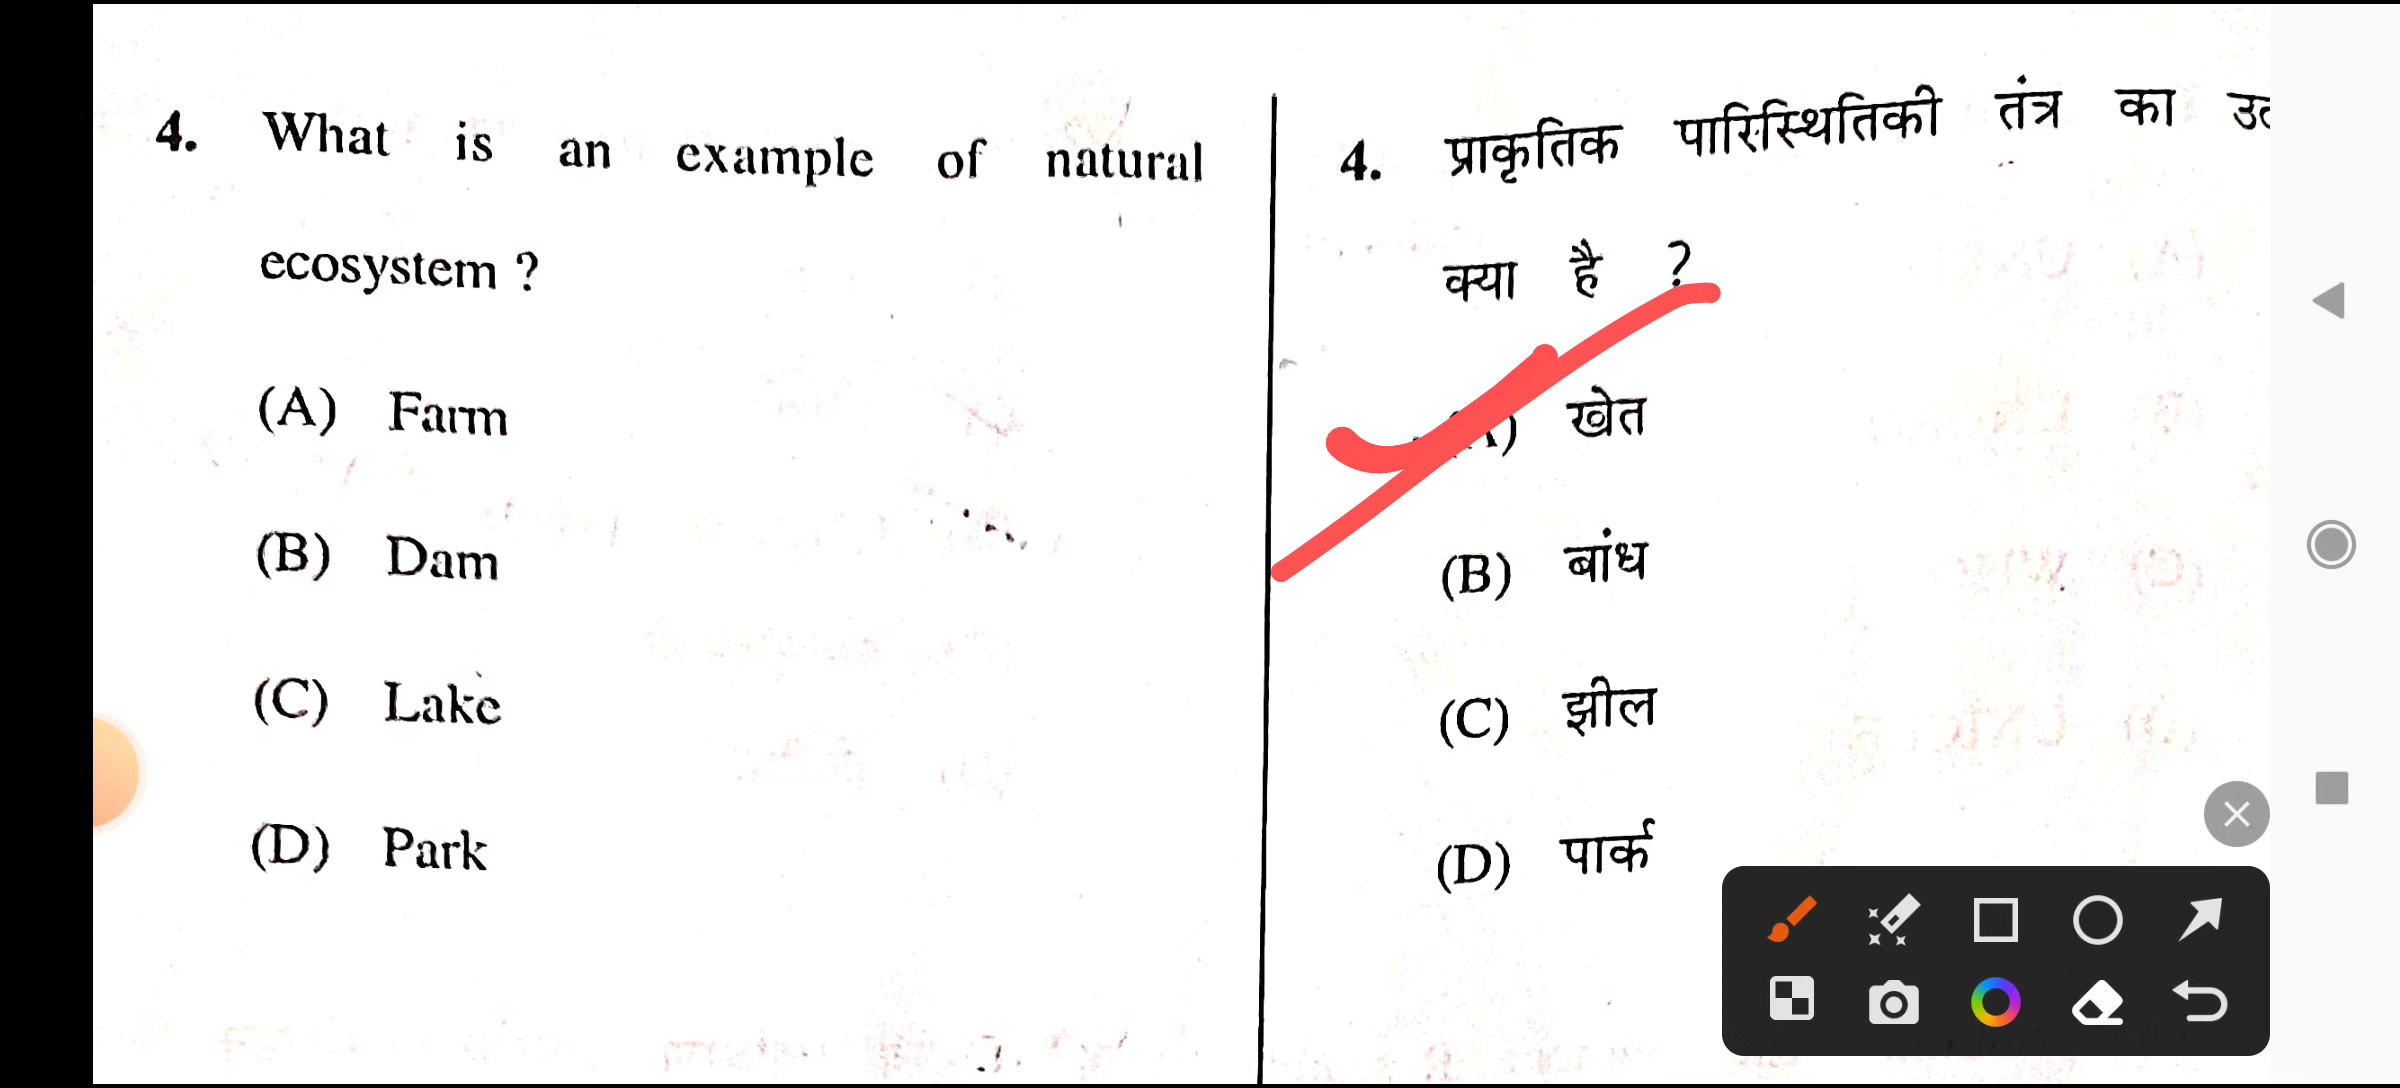 4. What is an example of natural
ecosystem ?
(A) Farm
(B) Dam
(C) Lake
(D) Park
4. प्राकृतिक पारिस्थितिकी तंत्र का
क्या है ?
खेत
(B) बांध
(C) झील
(D) पार्क